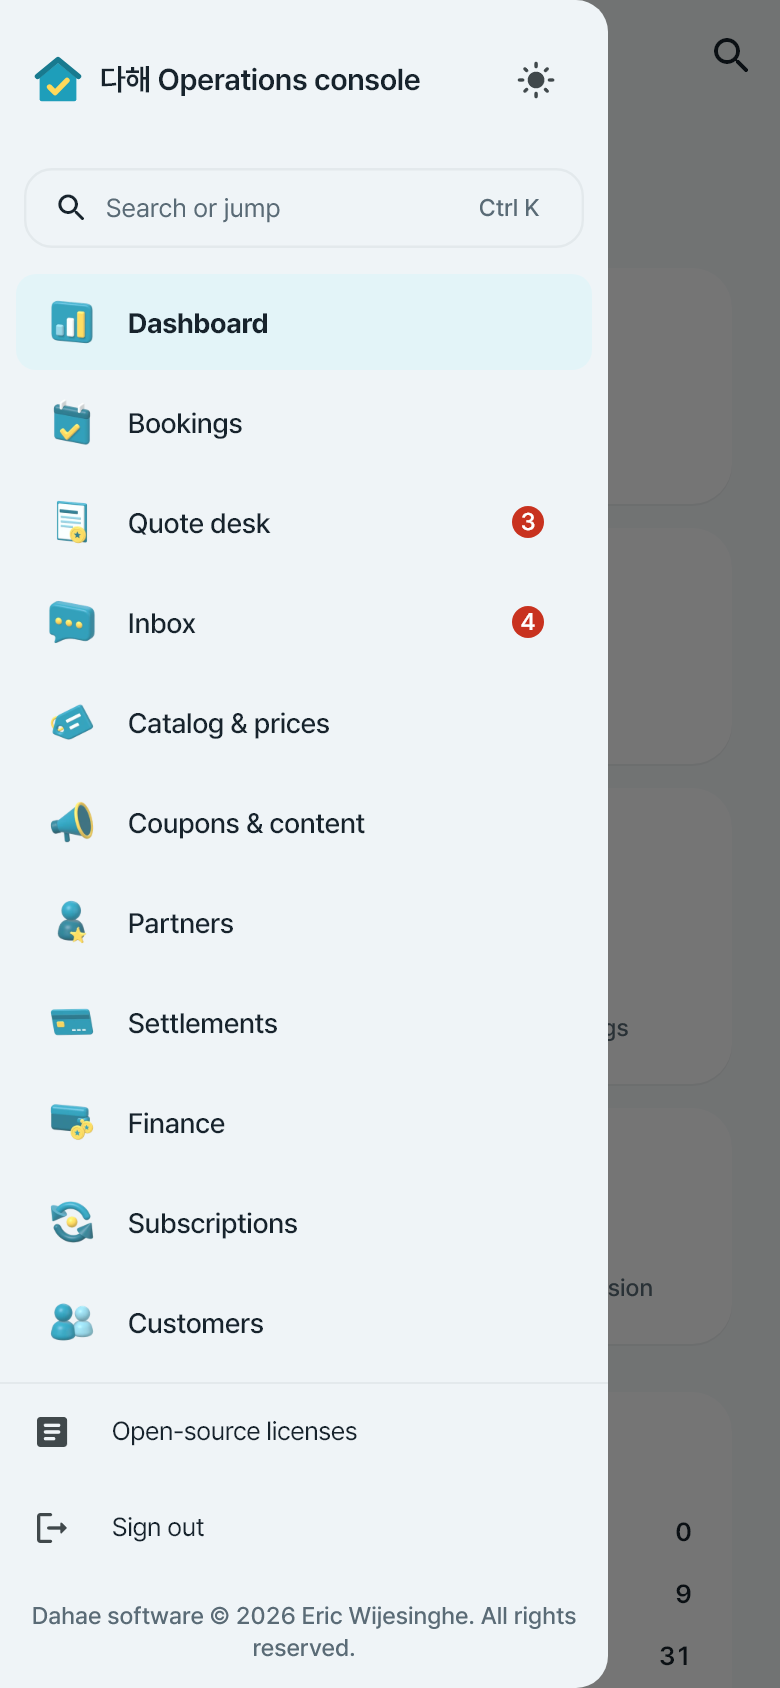 다해 Operations console
Search or jump Ctrl K
Dashboard
Bookings
Quote desk 3
Inbox 4
Catalog & prices
Coupons & content
Partners
gs
Settlements
Finance
Subscriptions
sion
Customers
Open-source licenses
Sign out
0
9
31
Dahae software © 2026 Eric Wijesinghe. All rights
reserved.